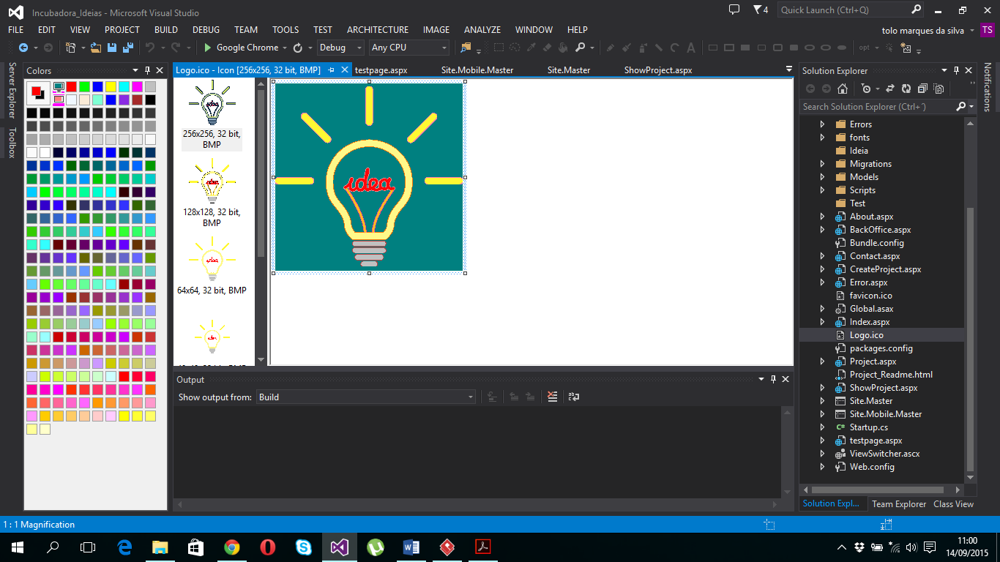 Incubadora_Ideias - Microsoft Visual Studio
4
Quick Launch (Ctrl+Q)
FILE EDIT VIEW PROJECT BUILD DEBUG TEAM TOOLS TEST ARCHITECTURE IMAGE ANALYZE WINDOW HELP
tolo marques da silva
TS
Google Chrome
Debug
Any CPU
opt
Server Explorer
Toolbox
Colors
Logo.ico - Icon [256x256, 32 bit, BMP]
testpage.aspx
Site.Mobile.Master
Site.Master
ShowProject.aspx
idea
256x256, 32 bit,
BMP
idea
128x128, 32 bit,
BMP
idea
64x64, 32 bit, BMP
idea
idea
Output
Show output from: Build
Solution Explorer
Search Solution Explorer (Ctrl+´)
Errors
fonts
Ideia
Migrations
Models
Scripts
Test
About.aspx
BackOffice.aspx
Bundle.config
Contact.aspx
CreateProject.aspx
Error.aspx
favicon.ico
Global.asax
Index.aspx
Logo.ico
packages.config
Project.aspx
Project_Readme.html
ShowProject.aspx
Site.Master
Site.Mobile.Master
C# Startup.cs
testpage.aspx
ViewSwitcher.ascx
Web.config
Solution Expl...
Team Explorer
Class View
Notifications
1 : 1 Magnification
11:00
14/09/2015